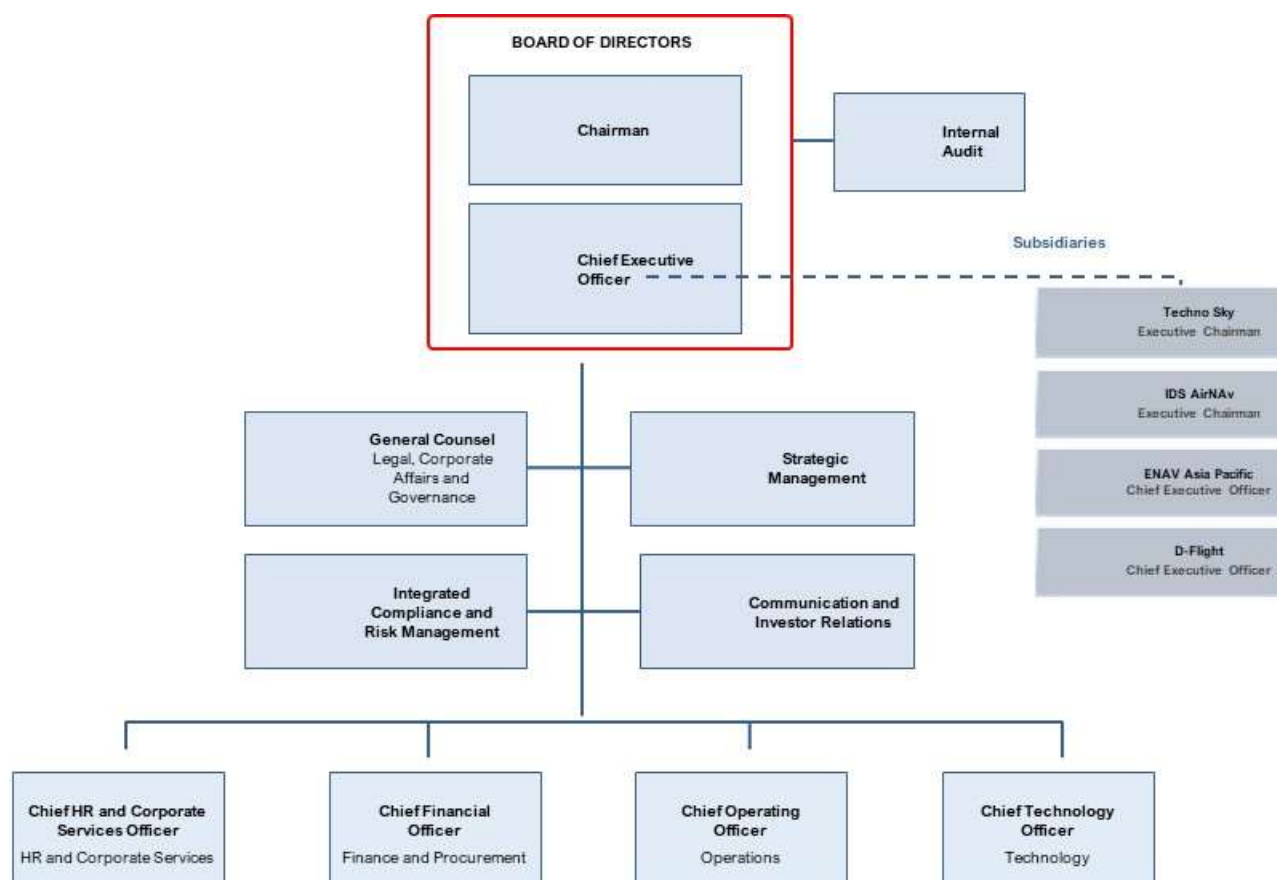 BOARD OF DIRECTORS
Chairman
Internal
Audit
Subsidiaries
Chief Executive
Officer
Techno Sky
Executive Chairman
IDS AirNAv
Executive Chairman
ENAV Asia Pacific
Chief Executive Officer
D-Flight
Chief Executive Officer
General Counsel
Legal, Corporate
Affairs and
Governance
Strategic
Management
Integrated
Compliance and
Risk Management
Communication and
Investor Relations
Chief HR and Corporate
Services Officer
HR and Corporate Services
Chief Financial
Officer
Finance and Procurement
Chief Operating
Officer
Operations
Chief Technology
Officer
Technology